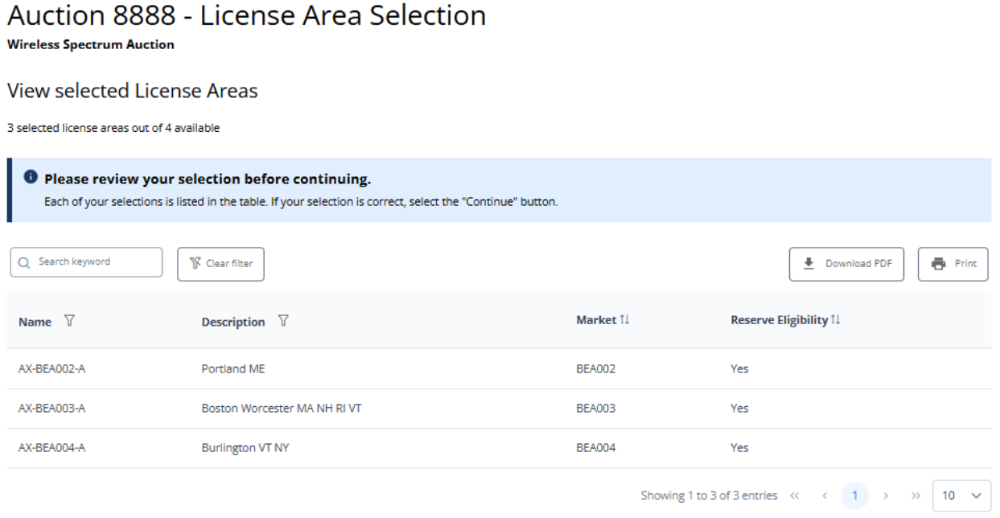 Auction 8888 - License Area Selection
Wireless Spectrum Auction
View selected License Areas
3 selected license areas out of 4 available
Please review your selection before continuing.
Each of your selections is listed in the table. If your selection is correct, select the "Continue" button.
Search keyword Clear filter Download PDF Print
Name Description Market Reserve Eligibility
AX-BEA002-A Portland ME BEA002 Yes
AX-BEA003-A Boston Worcester MA NH RI VT BEA003 Yes
AX-BEA004-A Burlington VT NY BEA004 Yes
Showing 1 to 3 of 3 entries « ‹ 1 › » 10